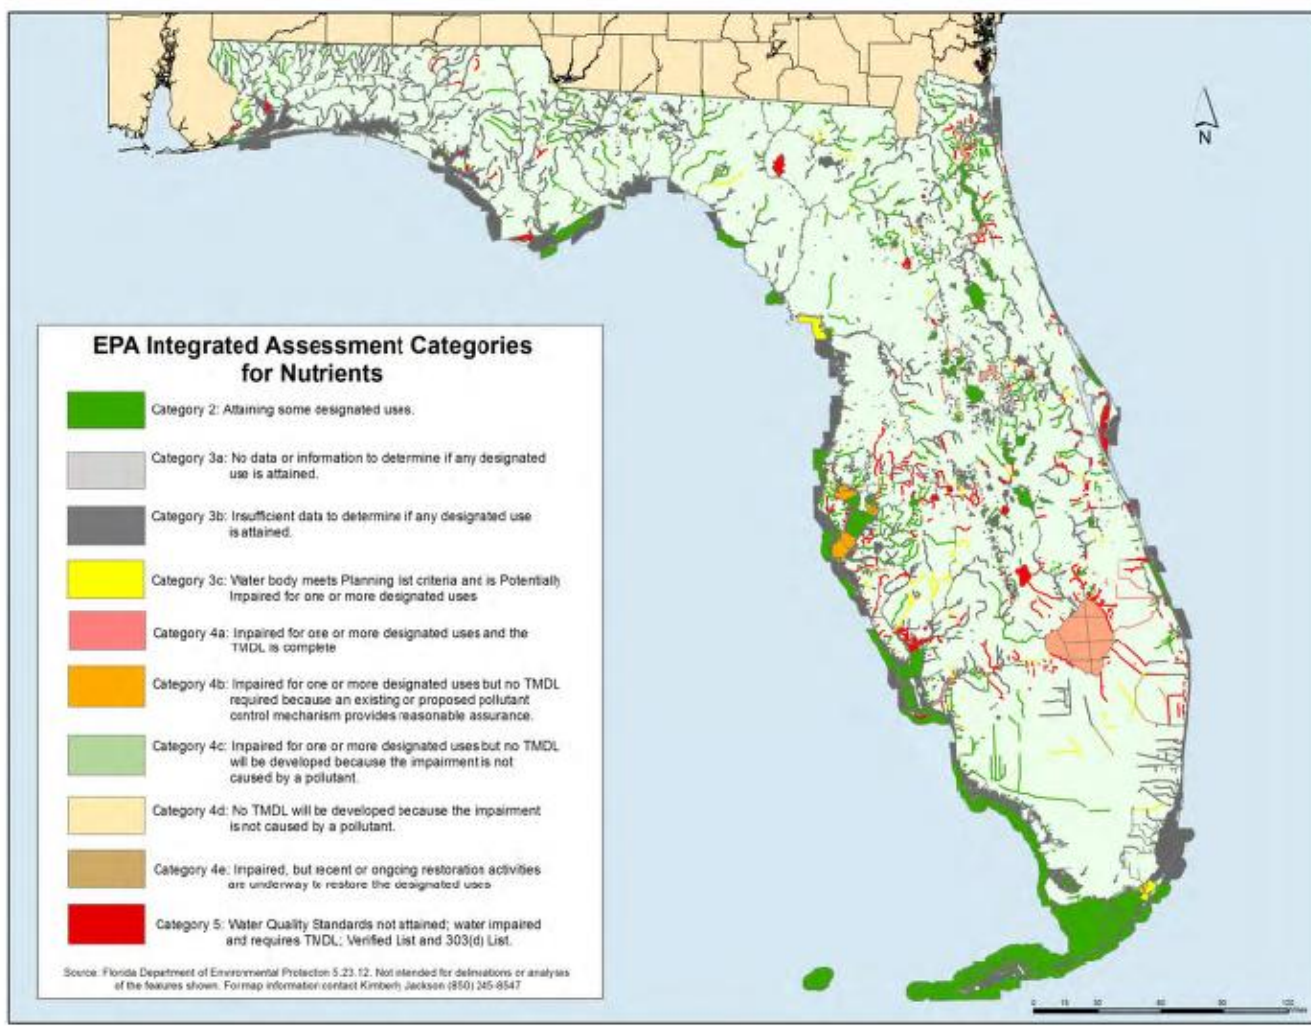 N
EPA Integrated Assessment Categories
for Nutrients
Category 2: Attaining some designated uses.
Category 3a: No data or information to determine if any designated
use is attained.
Category 3b: Insufficient data to determine if any designated use
is attained.
Category 3c: Water body meets Planning list criteria and is Potentially
Impaired for one or more designated uses
Category 4a: Impaired for one or more designated uses and the
TMDL is complete
Category 4b: Impaired for one or more designated uses but no TMDL
required because an existing or proposed pollutant
control mechanism provides reasonable assurance.
Category 4c: Impaired for one or more designated uses but no TMDL
will be developed because the impairment is not
caused by a pollutant.
Category 4d: No TMDL will be developed because the impairment
is not caused by a pollutant.
Category 4e: Impaired, but recent or ongoing restoration activities
are underway to restore the designated uses
Category 5: Water Quality Standards not attained; water impaired
and requires TMDL; Verified List and 303(d) List.
Source: Florida Department of Environmental Protection 5.23.12. Not intended for delineations or analyses
of the features shown. For map information contact Kimberly Jackson (850) 245-8547
0